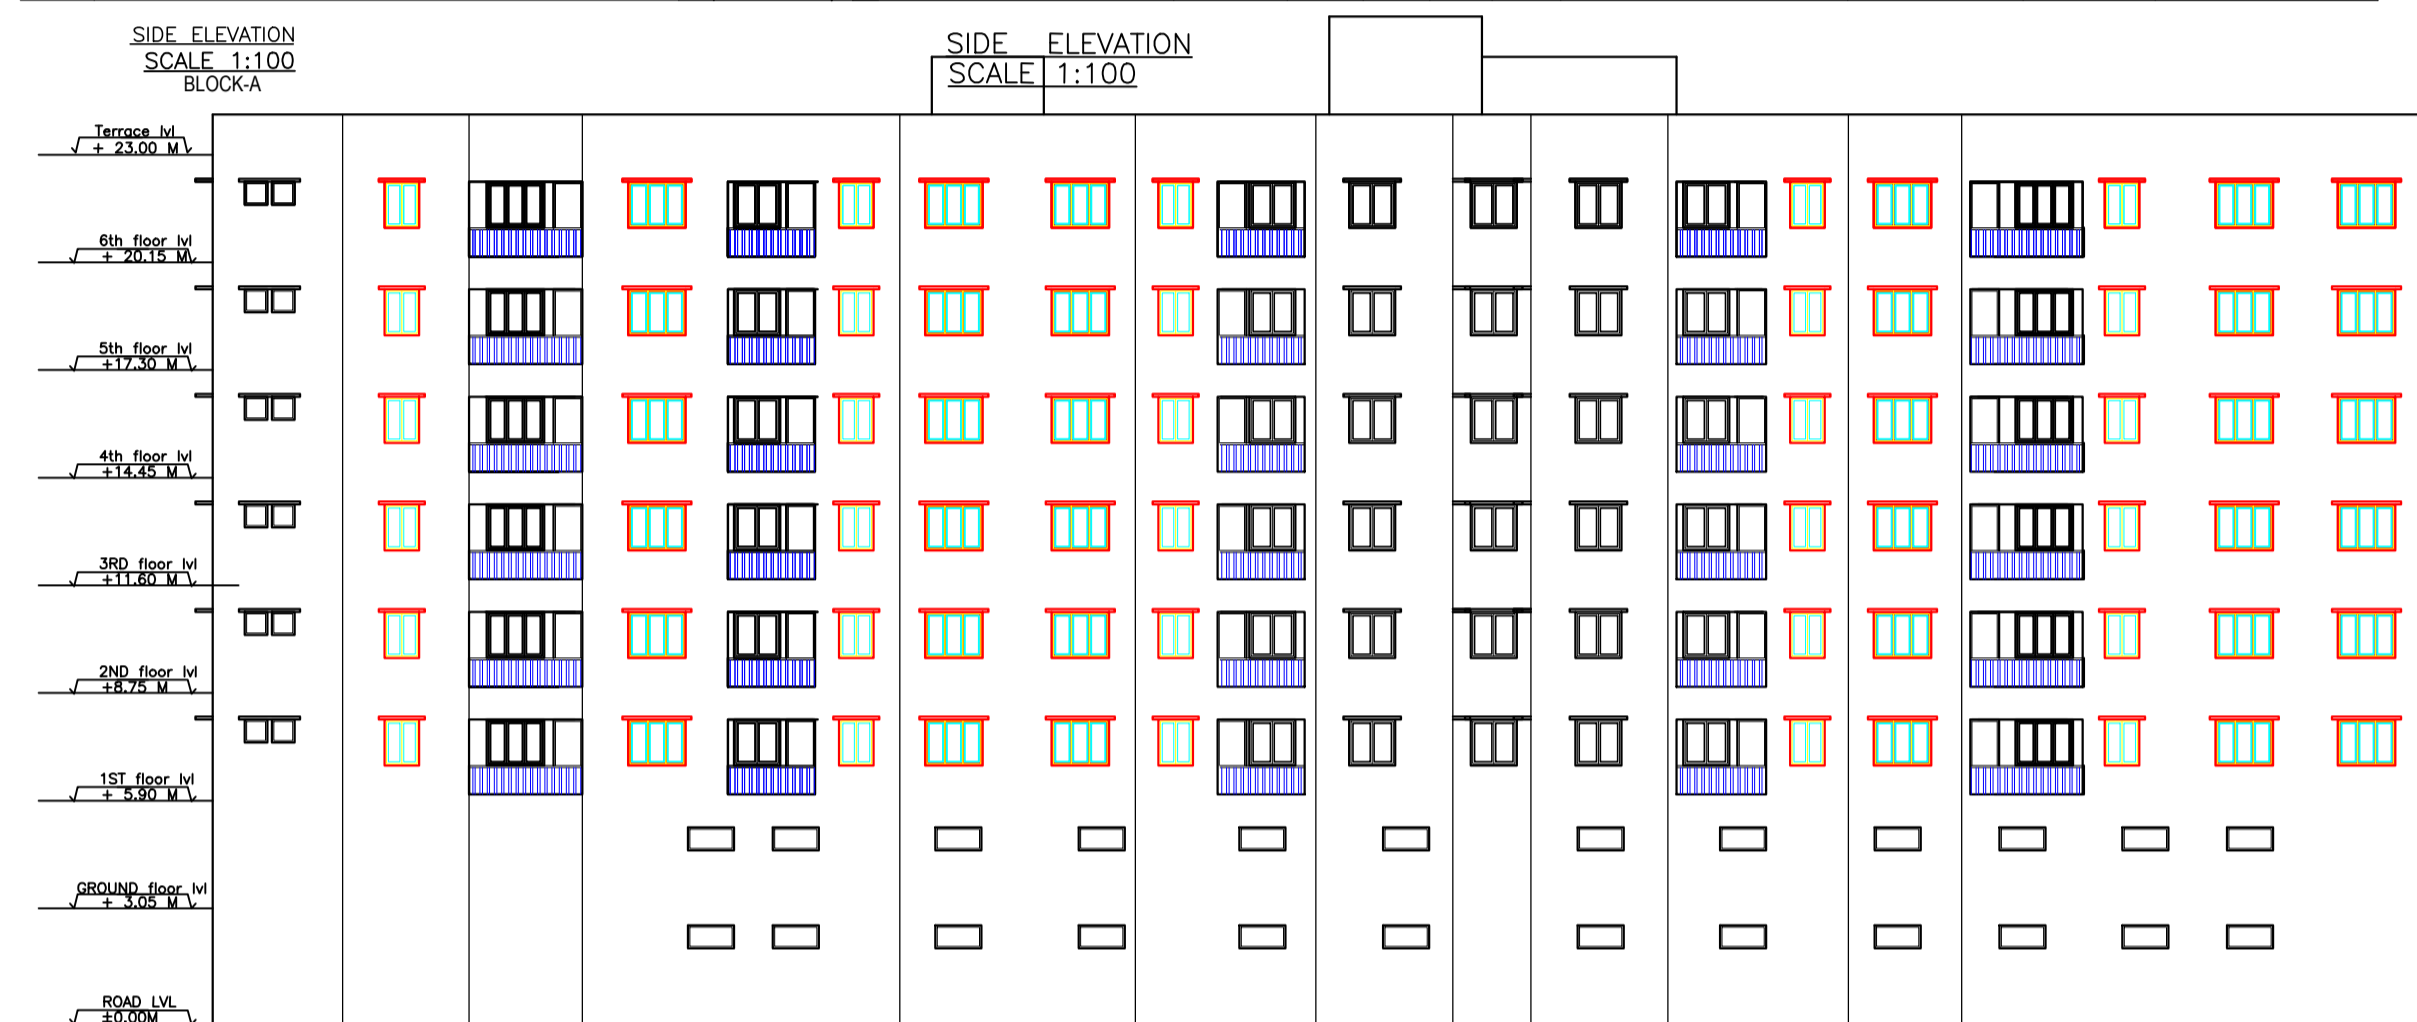 SIDE ELEVATION
SCALE 1:100
BLOCK-A
SIDE ELEVATION
SCALE 1:100
Terrace lvl
+ 23.00 M
6th floor lvl
+ 20.15 M
5th floor lvl
+17.30 M
4th floor lvl
+14.45 M
3RD floor lvl
+11.60 M
2ND floor lvl
+8.75 M
1ST floor lvl
+ 5.90 M
GROUND floor lvl
+ 3.05 M
ROAD LVL
±0.00M